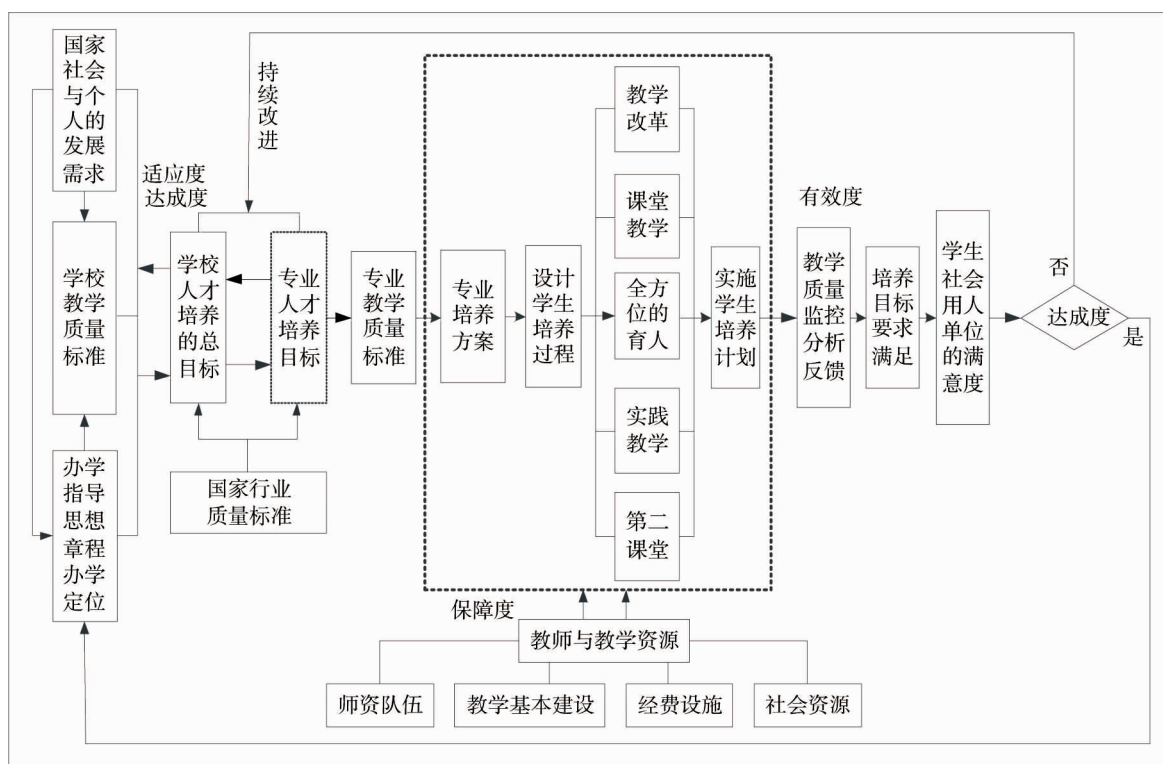 国家
社会
与个
人的
发展
需求
学校
教学
质量
标准
办学
指导
思想
章程
办学
定位
适应度
达成度
持续改进
学校
人才
培养
的总
目标
专业
人才
培养
目标
国家行业
质量标准
专业
教学
质量
标准
专业
培养
方案
设计
学生
培养
过程
教学
改革
课堂
教学
全方
位的
育人
实践
教学
第二
课堂
实施
学生
培养
计划
有效度
教学
质量
监控
分析
反馈
培养
目标
要求
满足
学生
社会
用人
单位
的满
意度
否
达成度
是
保障度
教师与教学资源
师资队伍
教学基本建设
经费设施
社会资源